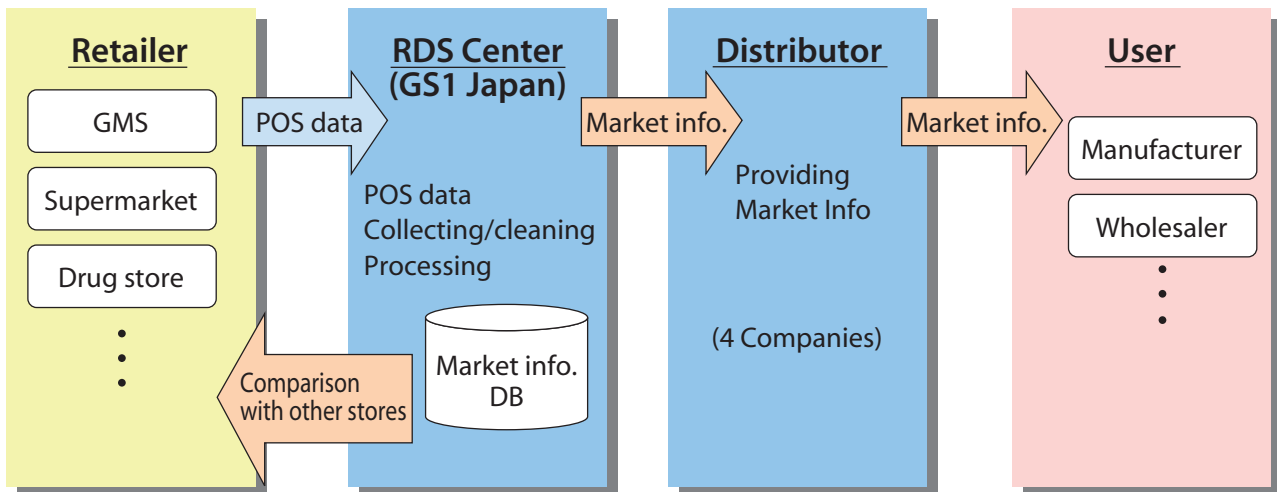 Retailer
GMS
Supermarket
Drug store
POS data
RDS Center
(GS1 Japan)
POS data
Collecting/cleaning
Processing
Market info.
DB
Comparison
with other stores
Market info.
Distributor
Providing
Market Info
(4 Companies)
Market info.
User
Manufacturer
Wholesaler